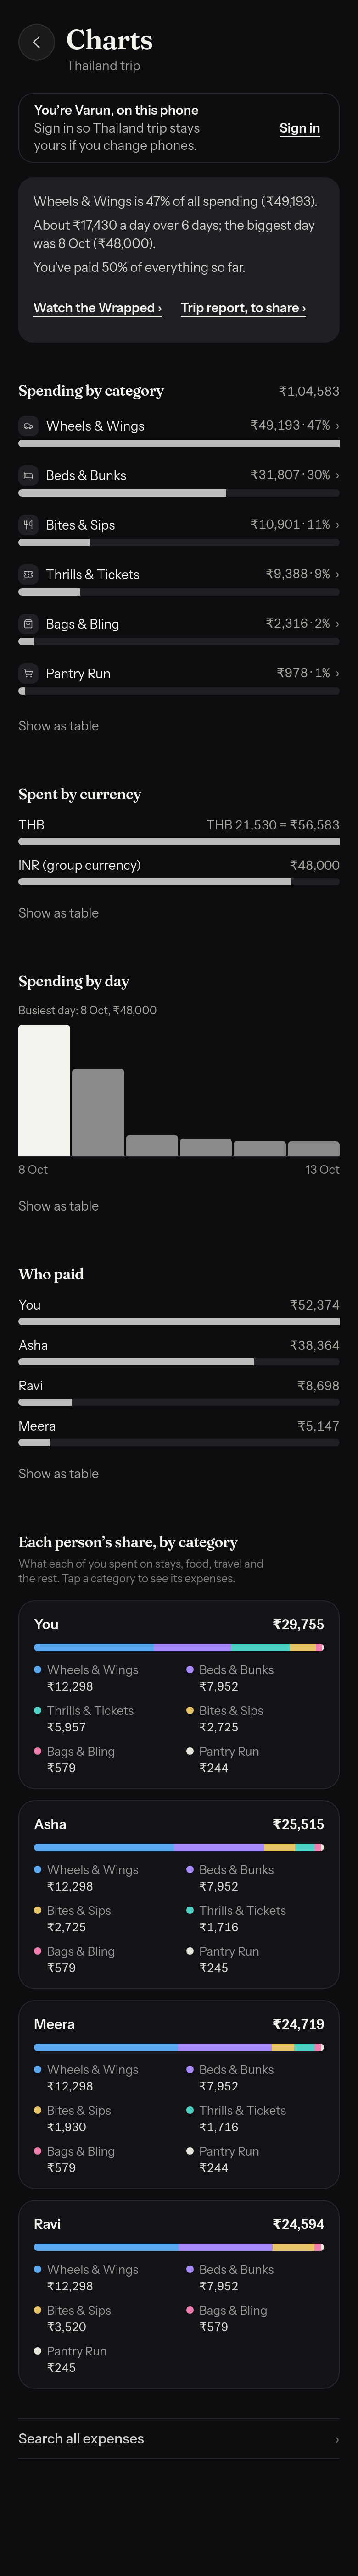 Charts
Thailand trip
You're Varun, on this phone
Sign in so Thailand trip stays
yours if you change phones.
Sign in
Wheels & Wings is 47% of all spending (₹49,193).
About ₹17,430 a day over 6 days; the biggest day
was 8 Oct (₹48,000).
You've paid 50% of everything so far.
Watch the Wrapped › Trip report, to share ›
Spending by category ₹1,04,583
Wheels & Wings ₹49,193 · 47% ›
Beds & Bunks ₹31,807 · 30% ›
Bites & Sips ₹10,901 · 11% ›
Thrills & Tickets ₹9,388 · 9% ›
Bags & Bling ₹2,316 · 2% ›
Pantry Run ₹978 · 1% ›
Show as table
Spent by currency
THB THB 21,530 = ₹56,583
INR (group currency) ₹48,000
Show as table
Spending by day
Busiest day: 8 Oct, ₹48,000
8 Oct 13 Oct
Show as table
Who paid
You ₹52,374
Asha ₹38,364
Ravi ₹8,698
Meera ₹5,147
Show as table
Each person's share, by category
What each of you spent on stays, food, travel and
the rest. Tap a category to see its expenses.
You ₹29,755
Wheels & Wings Beds & Bunks
₹12,298 ₹7,952
Thrills & Tickets Bites & Sips
₹5,957 ₹2,725
Bags & Bling Pantry Run
₹579 ₹244
Asha ₹25,515
Wheels & Wings Beds & Bunks
₹12,298 ₹7,952
Bites & Sips Thrills & Tickets
₹2,725 ₹1,716
Bags & Bling Pantry Run
₹579 ₹245
Meera ₹24,719
Wheels & Wings Beds & Bunks
₹12,298 ₹7,952
Bites & Sips Thrills & Tickets
₹1,930 ₹1,716
Bags & Bling Pantry Run
₹579 ₹244
Ravi ₹24,594
Wheels & Wings Beds & Bunks
₹12,298 ₹7,952
Bites & Sips Bags & Bling
₹3,520 ₹579
Pantry Run
₹245
Search all expenses ›